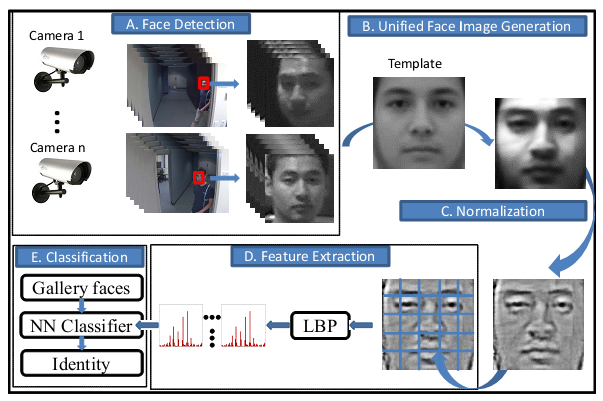 A. Face Detection
B. Unified Face Image Generation
Camera 1
Template
Camera n
C. Normalization
E. Classification
D. Feature Extraction
Gallery faces
NN Classifier
LBP
Identity